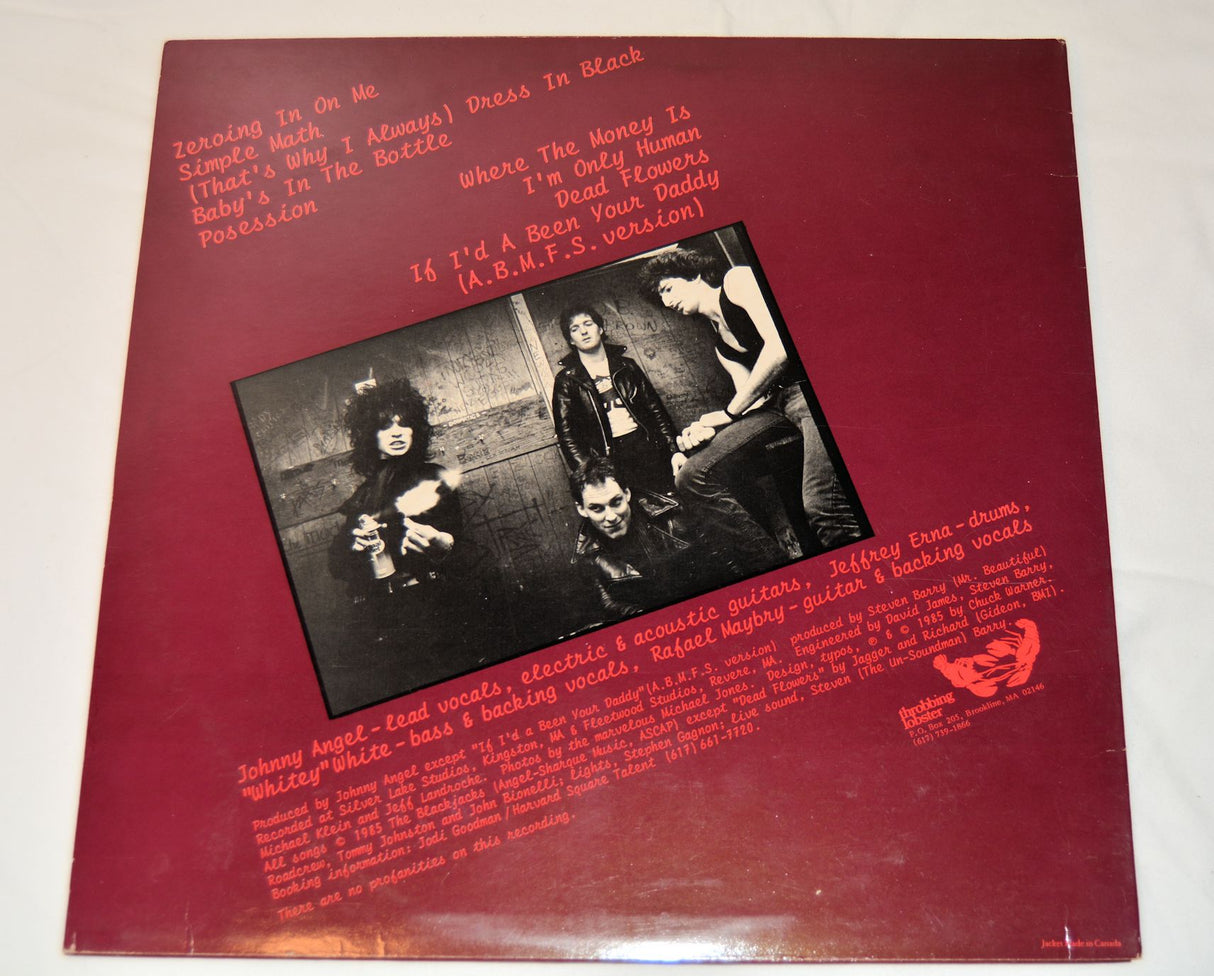 Zeroing In On Me
Simple Math
(That's Why I Always) Dress In Black
Baby's In The Bottle
Posession
Where The Money Is
I'm Only Human
Dead Flowers
If I'd A Been Your Daddy
(A.B.M.F.S. version)
Johnny Angel-lead vocals, electric & acoustic guitars, Jeffrey Erna-drums,
"Whitey" White-bass & backing vocals, Rafael Maybry-guitar & backing vocals
Produced by Johnny Angel except "If I'd a Been Your Daddy" (A.B.M.F.S. version) produced by Steven Barry (Mr. Beautiful)
Recorded at Silver Lake Studios, Kingston, MA & Fleetwood Studios, Revere, MA. Engineered by David James, Steven Barry,
Michael Klein and Jeff Landroche. Photos by the marvelous Michael Jones. Design, typos, ℗ & © 1985 by Chuck Warner.
All songs © 1985 The Blackjacks (Angel-Sharque Music, ASCAP) except "Dead Flowers" by Jagger and Richard (Gideon, BMI).
Roadcrew, Tommy Johnston and John Bionelli; lights, Stephen Gagnon; live sound, Steven (The Un-Soundman) Barry.
Booking information: Jodi Goodman/Harvard Square Talent (617) 661-7720.
There are no profanities on this recording.
throbbing
lobster
P.O. Box 205, Brookline, MA 02146
(617) 739-1866
Jacket Made in Canada